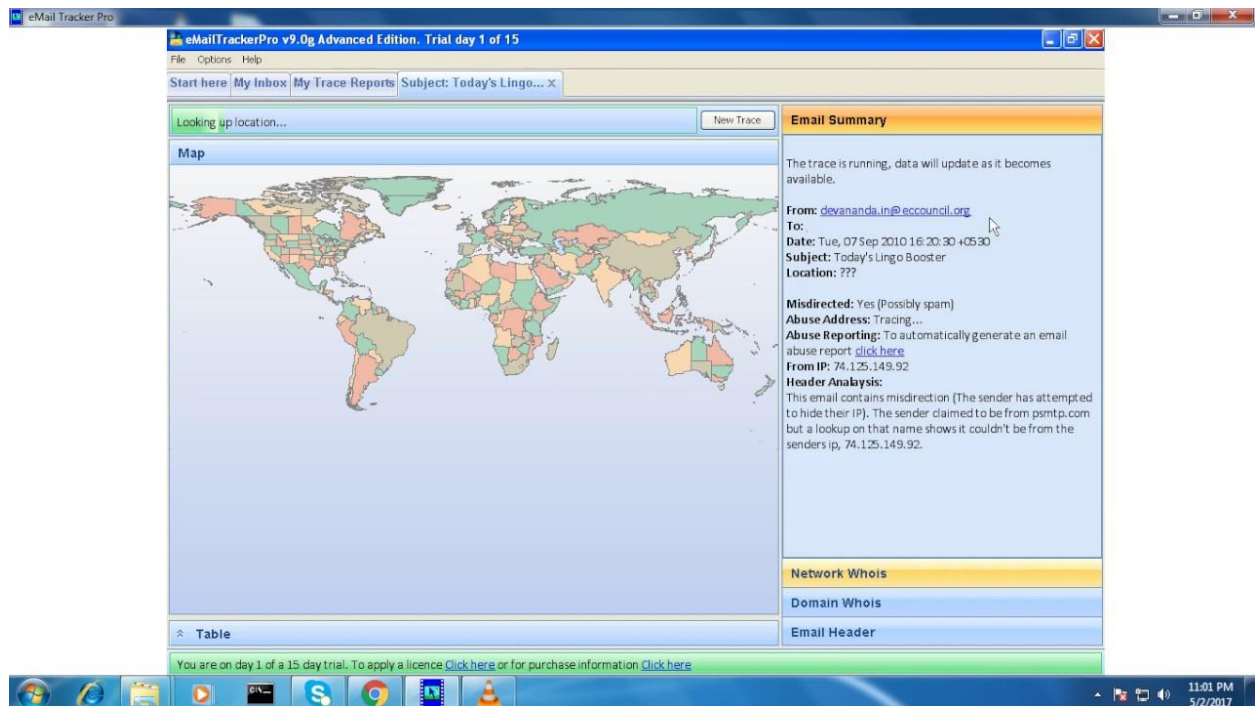 eMail Tracker Pro
eMailTrackerPro v9.0g Advanced Edition. Trial day 1 of 15
File Options Help
Start here My Inbox My Trace Reports Subject: Today's Lingo... x
Looking up location...
New Trace
Map
Table
Email Summary
The trace is running, data will update as it becomes
available.
From: devananda.in@eccouncil.org
To:
Date: Tue, 07 Sep 2010 16:20:30 +0530
Subject: Today's Lingo Booster
Location: ???
Misdirected: Yes (Possibly spam)
Abuse Address: Tracing...
Abuse Reporting: To automatically generate an email
abuse report click here
From IP: 74.125.149.92
Header Analaysis:
This email contains misdirection (The sender has attempted
to hide their IP). The sender claimed to be from psmtp.com
but a lookup on that name shows it couldn't be from the
senders ip, 74.125.149.92.
Network Whois
Domain Whois
Email Header
You are on day 1 of a 15 day trial. To apply a licence Click here or for purchase information Click here
11:01 PM
5/2/2017